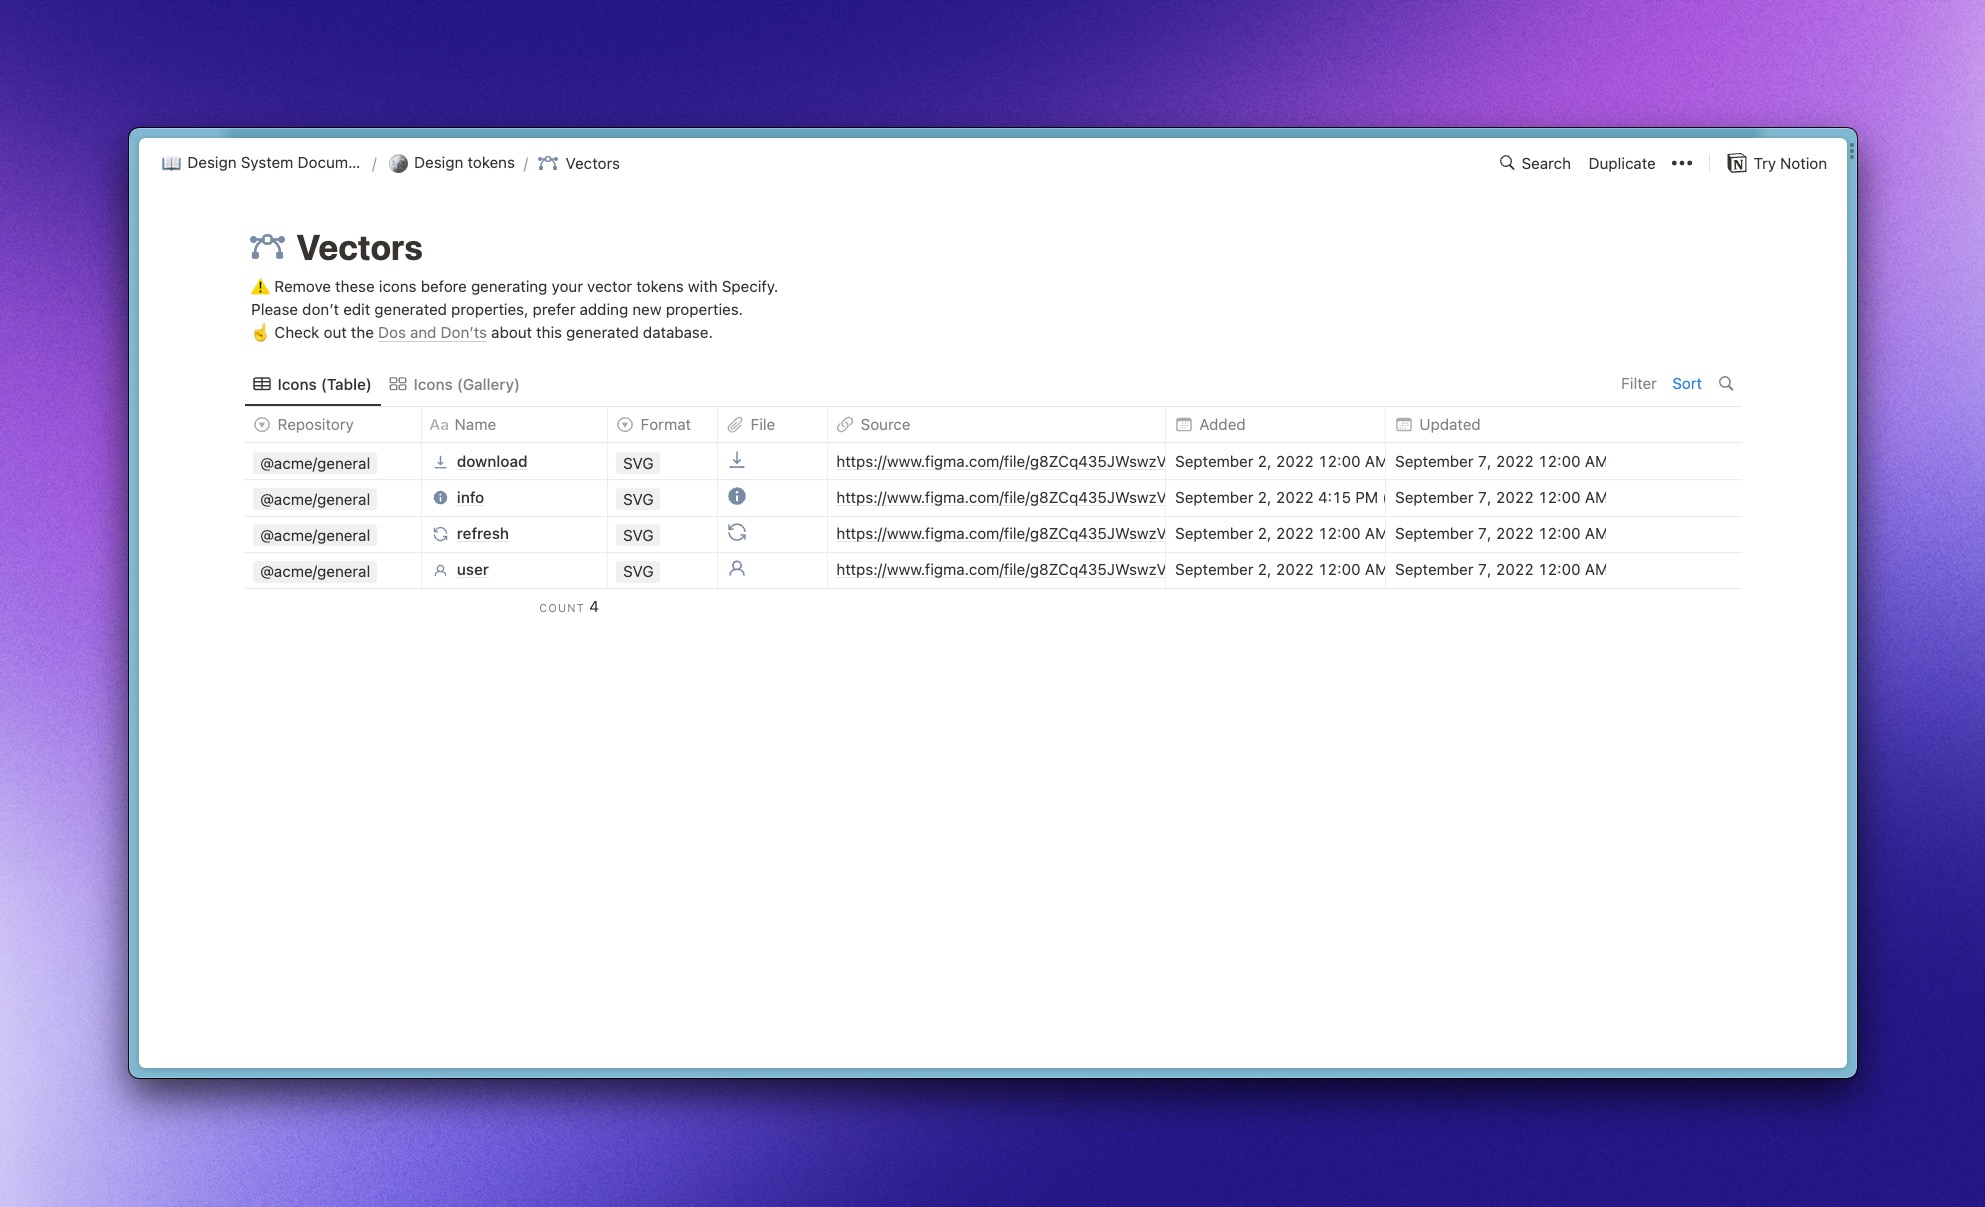 Design System Docum... / Design tokens / Vectors
Search Duplicate ••• Try Notion
Vectors
⚠️ Remove these icons before generating your vector tokens with Specify.
Please don’t edit generated properties, prefer adding new properties.
☝️ Check out the Dos and Don’ts about this generated database.
Icons (Table) Icons (Gallery) Filter Sort
Repository Aa Name Format File Source Added Updated
@acme/general download SVG https://www.figma.com/file/g8ZCq435JWswzV September 2, 2022 12:00 AM September 7, 2022 12:00 AM
@acme/general info SVG https://www.figma.com/file/g8ZCq435JWswzV September 2, 2022 4:15 PM ( September 7, 2022 12:00 AM
@acme/general refresh SVG https://www.figma.com/file/g8ZCq435JWswzV September 2, 2022 12:00 AM September 7, 2022 12:00 AM
@acme/general user SVG https://www.figma.com/file/g8ZCq435JWswzV September 2, 2022 12:00 AM September 7, 2022 12:00 AM
COUNT 4